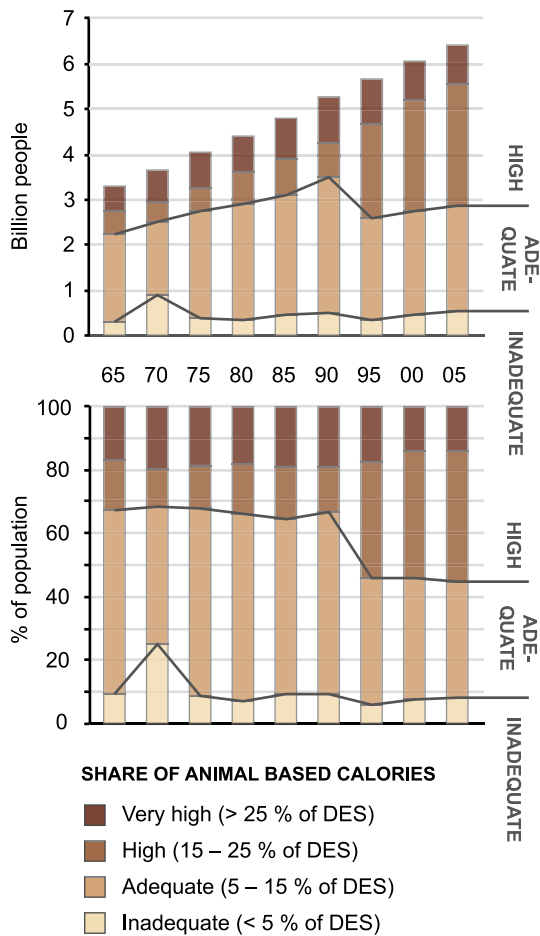 7
6
5
4
3
2
1
0
Billion people
HIGH
ADE-
QUATE
INADEQUATE
65 70 75 80 85 90 95 00 05
100
80
60
40
20
0
% of population
HIGH
ADE-
QUATE
INADEQUATE
SHARE OF ANIMAL BASED CALORIES
Very high (> 25 % of DES)
High (15 – 25 % of DES)
Adequate (5 – 15 % of DES)
Inadequate (< 5 % of DES)